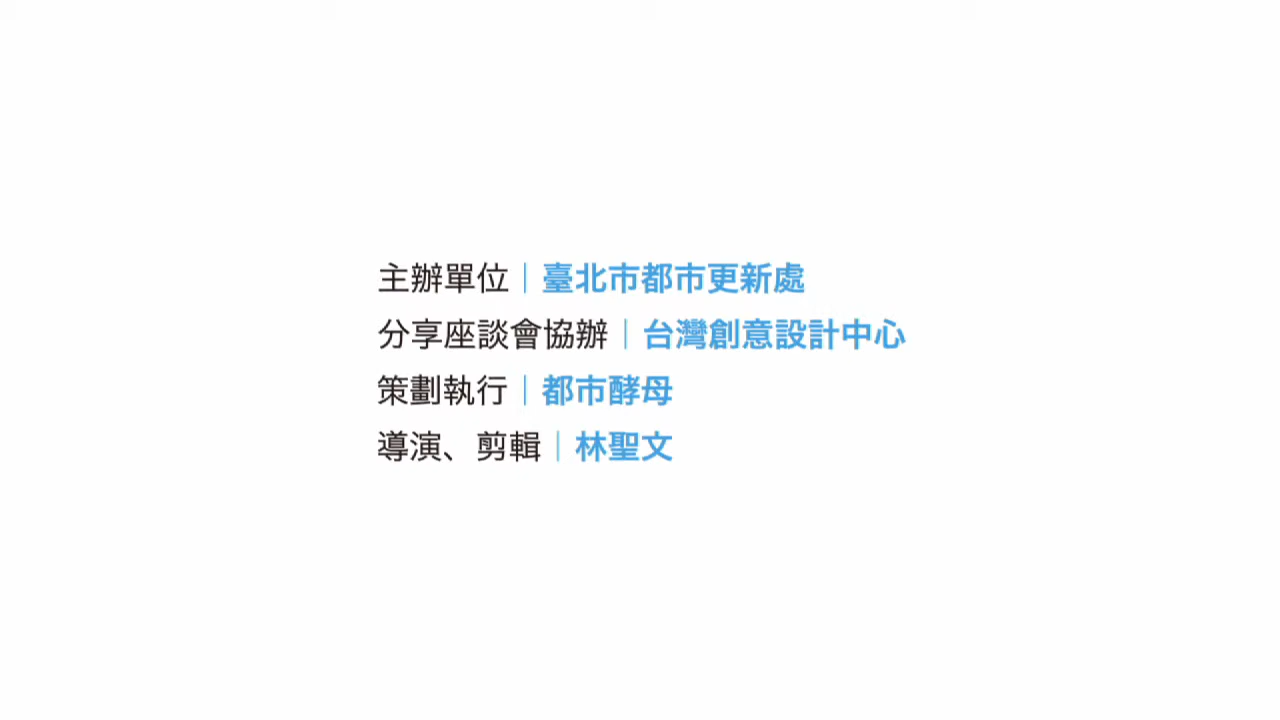 主辦單位｜臺北市都市更新處
分享座談會協辦｜台灣創意設計中心
策劃執行｜都市酵母
導演、剪輯｜林聖文